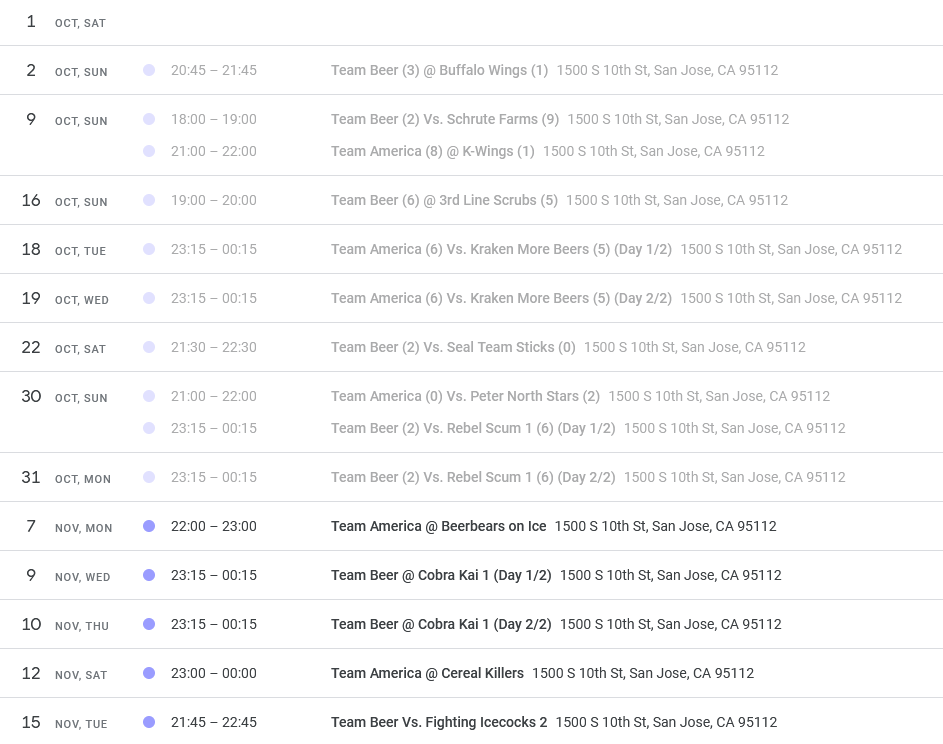 1 OCT, SAT
2 OCT, SUN 20:45 – 21:45 Team Beer (3) @ Buffalo Wings (1) 1500 S 10th St, San Jose, CA 95112
9 OCT, SUN 18:00 – 19:00 Team Beer (2) Vs. Schrute Farms (9) 1500 S 10th St, San Jose, CA 95112
21:00 – 22:00 Team America (8) @ K-Wings (1) 1500 S 10th St, San Jose, CA 95112
16 OCT, SUN 19:00 – 20:00 Team Beer (6) @ 3rd Line Scrubs (5) 1500 S 10th St, San Jose, CA 95112
18 OCT, TUE 23:15 – 00:15 Team America (6) Vs. Kraken More Beers (5) (Day 1/2) 1500 S 10th St, San Jose, CA 95112
19 OCT, WED 23:15 – 00:15 Team America (6) Vs. Kraken More Beers (5) (Day 2/2) 1500 S 10th St, San Jose, CA 95112
22 OCT, SAT 21:30 – 22:30 Team Beer (2) Vs. Seal Team Sticks (0) 1500 S 10th St, San Jose, CA 95112
30 OCT, SUN 21:00 – 22:00 Team America (0) Vs. Peter North Stars (2) 1500 S 10th St, San Jose, CA 95112
23:15 – 00:15 Team Beer (2) Vs. Rebel Scum 1 (6) (Day 1/2) 1500 S 10th St, San Jose, CA 95112
31 OCT, MON 23:15 – 00:15 Team Beer (2) Vs. Rebel Scum 1 (6) (Day 2/2) 1500 S 10th St, San Jose, CA 95112
7 NOV, MON 22:00 – 23:00 Team America @ Beerbears on Ice 1500 S 10th St, San Jose, CA 95112
9 NOV, WED 23:15 – 00:15 Team Beer @ Cobra Kai 1 (Day 1/2) 1500 S 10th St, San Jose, CA 95112
10 NOV, THU 23:15 – 00:15 Team Beer @ Cobra Kai 1 (Day 2/2) 1500 S 10th St, San Jose, CA 95112
12 NOV, SAT 23:00 – 00:00 Team America @ Cereal Killers 1500 S 10th St, San Jose, CA 95112
15 NOV, TUE 21:45 – 22:45 Team Beer Vs. Fighting Icecocks 2 1500 S 10th St, San Jose, CA 95112